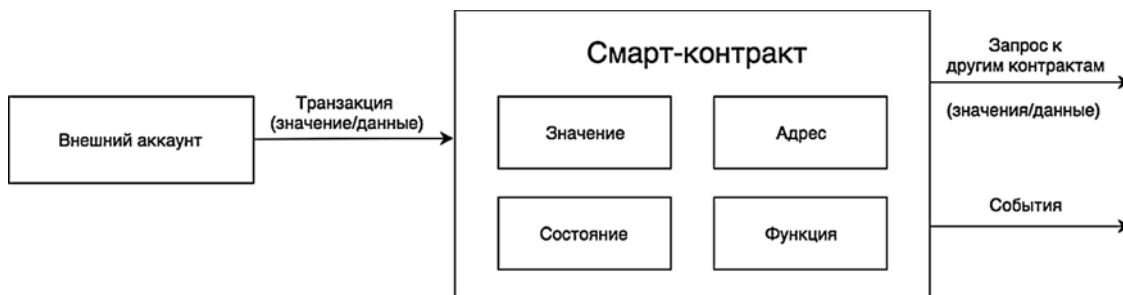 Внешний аккаунт
Транзакция
(значение/данные)
Смарт-контракт
Значение
Адрес
Состояние
Функция
Запрос к
другим контрактам
(значения/данные)
События